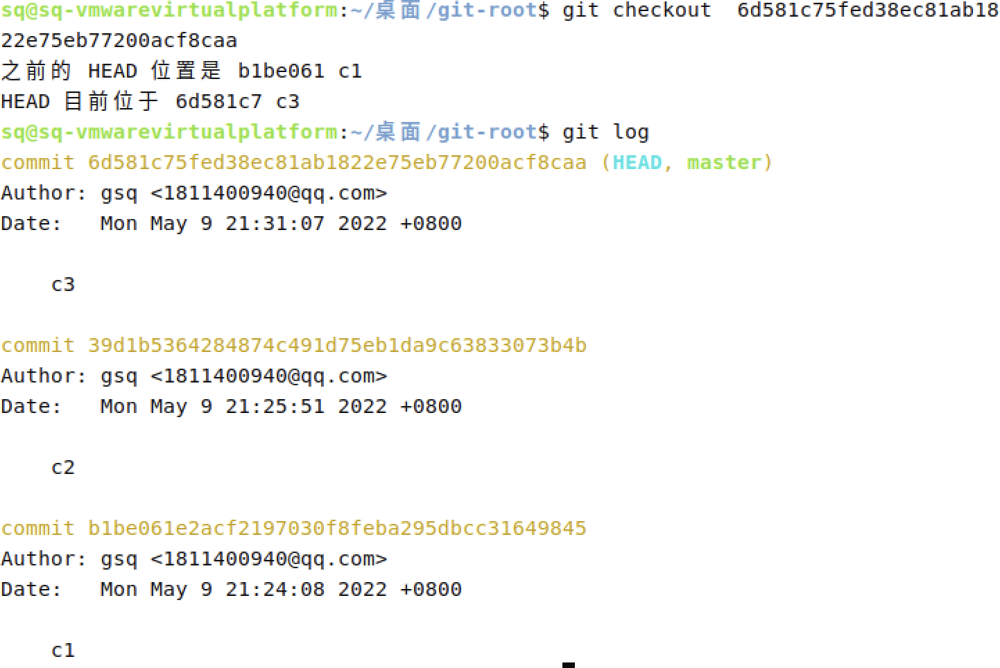 sq@sq-vmwarevirtualplatform:~/桌面/git-root$ git checkout  6d581c75fed38ec81ab18
22e75eb77200acf8caa
之前的 HEAD 位置是 b1be061 c1
HEAD 目前位于 6d581c7 c3
sq@sq-vmwarevirtualplatform:~/桌面/git-root$ git log
commit 6d581c75fed38ec81ab1822e75eb77200acf8caa (HEAD, master)
Author: gsq <1811400940@qq.com>
Date:   Mon May 9 21:31:07 2022 +0800
    c3
commit 39d1b5364284874c491d75eb1da9c63833073b4b
Author: gsq <1811400940@qq.com>
Date:   Mon May 9 21:25:51 2022 +0800
    c2
commit b1be061e2acf2197030f8feba295dbcc31649845
Author: gsq <1811400940@qq.com>
Date:   Mon May 9 21:24:08 2022 +0800
    c1